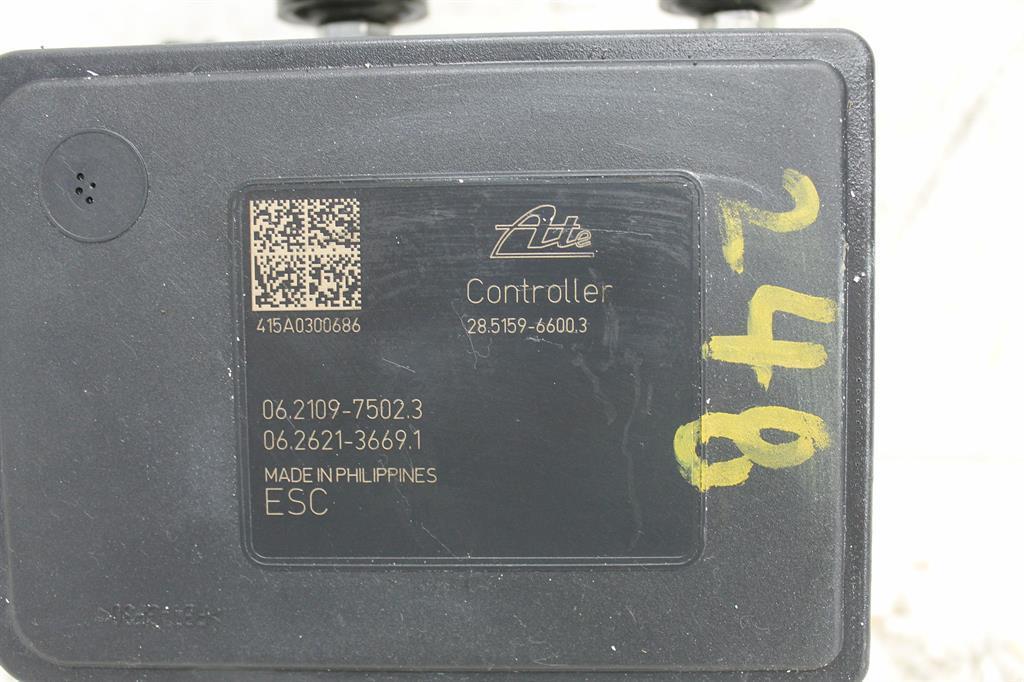 Ate
Controller
28.5159-6600.3
415A0300686
06.2109-7502.3
06.2621-3669.1
MADE IN PHILIPPINES
ESC
248